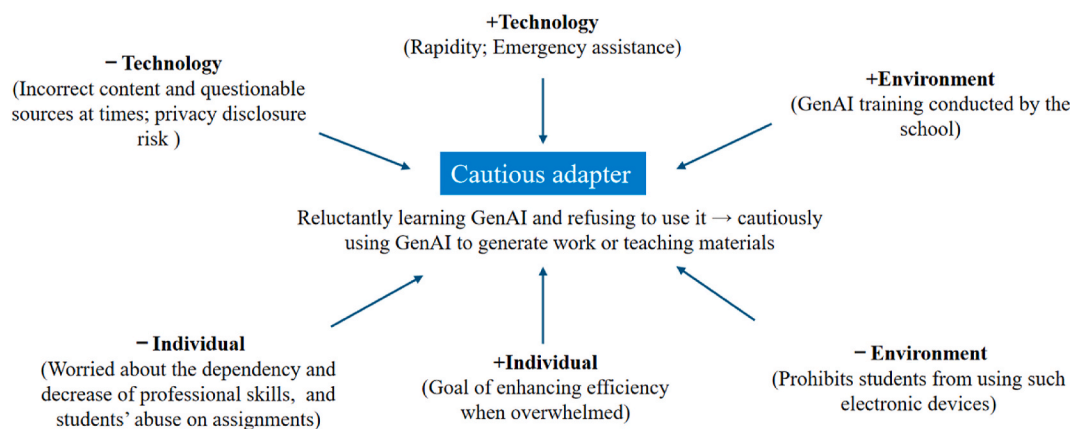 +Technology
(Rapidity; Emergency assistance)
− Technology
(Incorrect content and questionable
sources at times; privacy disclosure
risk )
+Environment
(GenAI training conducted by the
school)
Cautious adapter
Reluctantly learning GenAI and refusing to use it → cautiously
using GenAI to generate work or teaching materials
− Individual
(Worried about the dependency and
decrease of professional skills, and
students’ abuse on assignments)
+Individual
(Goal of enhancing efficiency
when overwhelmed)
− Environment
(Prohibits students from using such
electronic devices)